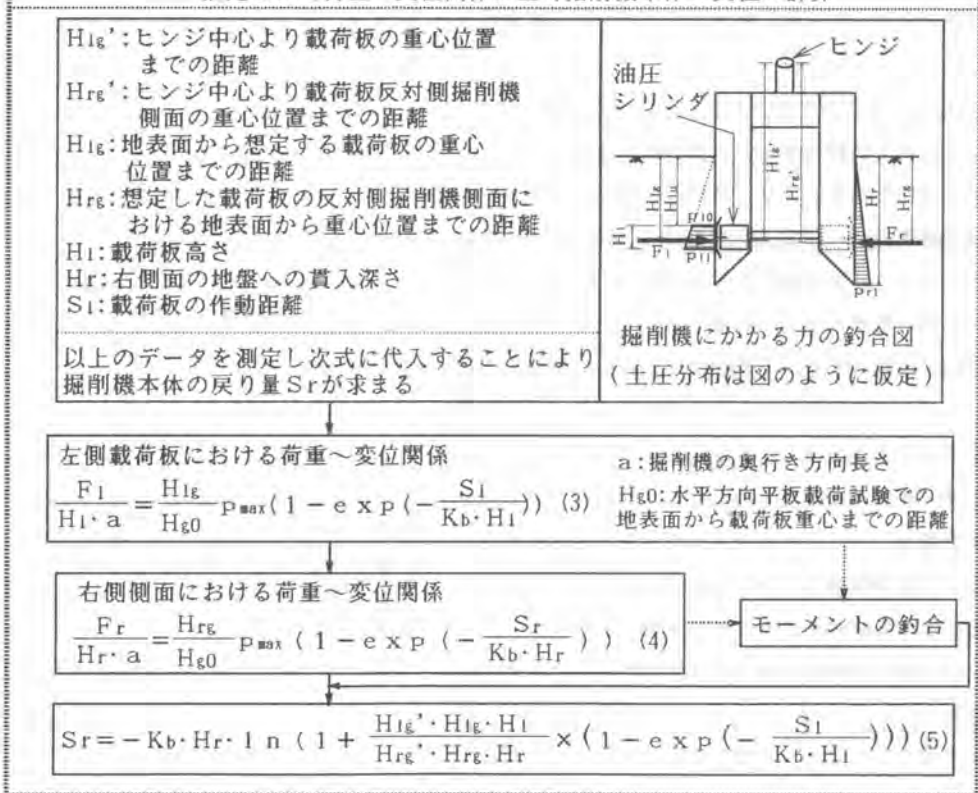 Hlg':ヒンジ中心より載荷板の重心位置
までの距離
Hrg':ヒンジ中心より載荷板反対側掘削機
側面の重心位置までの距離
Hlg:地表面から想定する載荷板の重心
位置までの距離
Hrg:想定した載荷板の反対側掘削機側面に
おける地表面から重心位置までの距離
Hl:載荷板高さ
Hr:右側面の地盤への貫入深さ
Sl:載荷板の作動距離
以上のデータを測定し次式に代入することにより
掘削機本体の戻り量Srが求まる
ヒンジ
油圧
シリンダ
Hlg'
Hrg'
Hlg
Hr
Hrg
Hl
Fl
Pl0
Pl1
Fr
Pr1
掘削機にかかる力の釣合図
(土圧分布は図のように仮定)
左側載荷板における荷重~変位関係
Fl/(Hl・a)=Hlg/Hg0 pmax(1-exp(-Sl/(Kb・Hl))) (3)
a:掘削機の奥行き方向長さ
Hg0:水平方向平板載荷試験での
地表面から載荷板重心までの距離
右側側面における荷重~変位関係
Fr/(Hr・a)=Hrg/Hg0 pmax(1-exp(-Sr/(Kb・Hr))) (4)
モーメントの釣合
Sr=-Kb・Hr・ln(1+(Hlg'・Hlg・Hl)/(Hrg'・Hrg・Hr)×(1-exp(-Sl/(Kb・Hl))))(5)